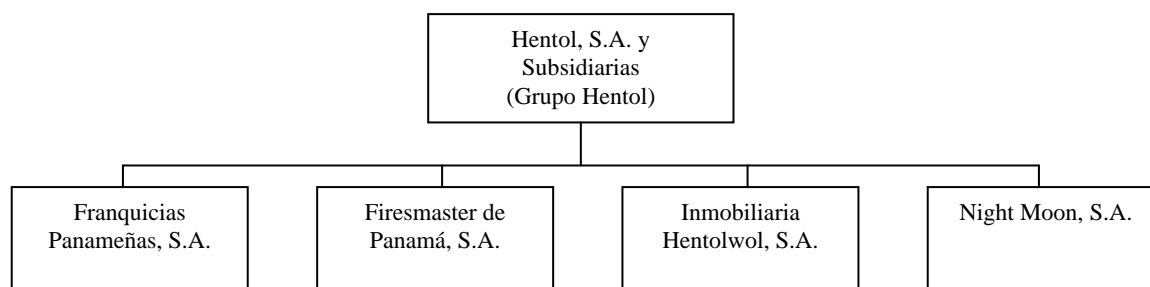 Hentol, S.A. y
Subsidiarias
(Grupo Hentol)
Franquicias
Panameñas, S.A.
Firesmaster de
Panamá, S.A.
Inmobiliaria
Hentolwol, S.A.
Night Moon, S.A.